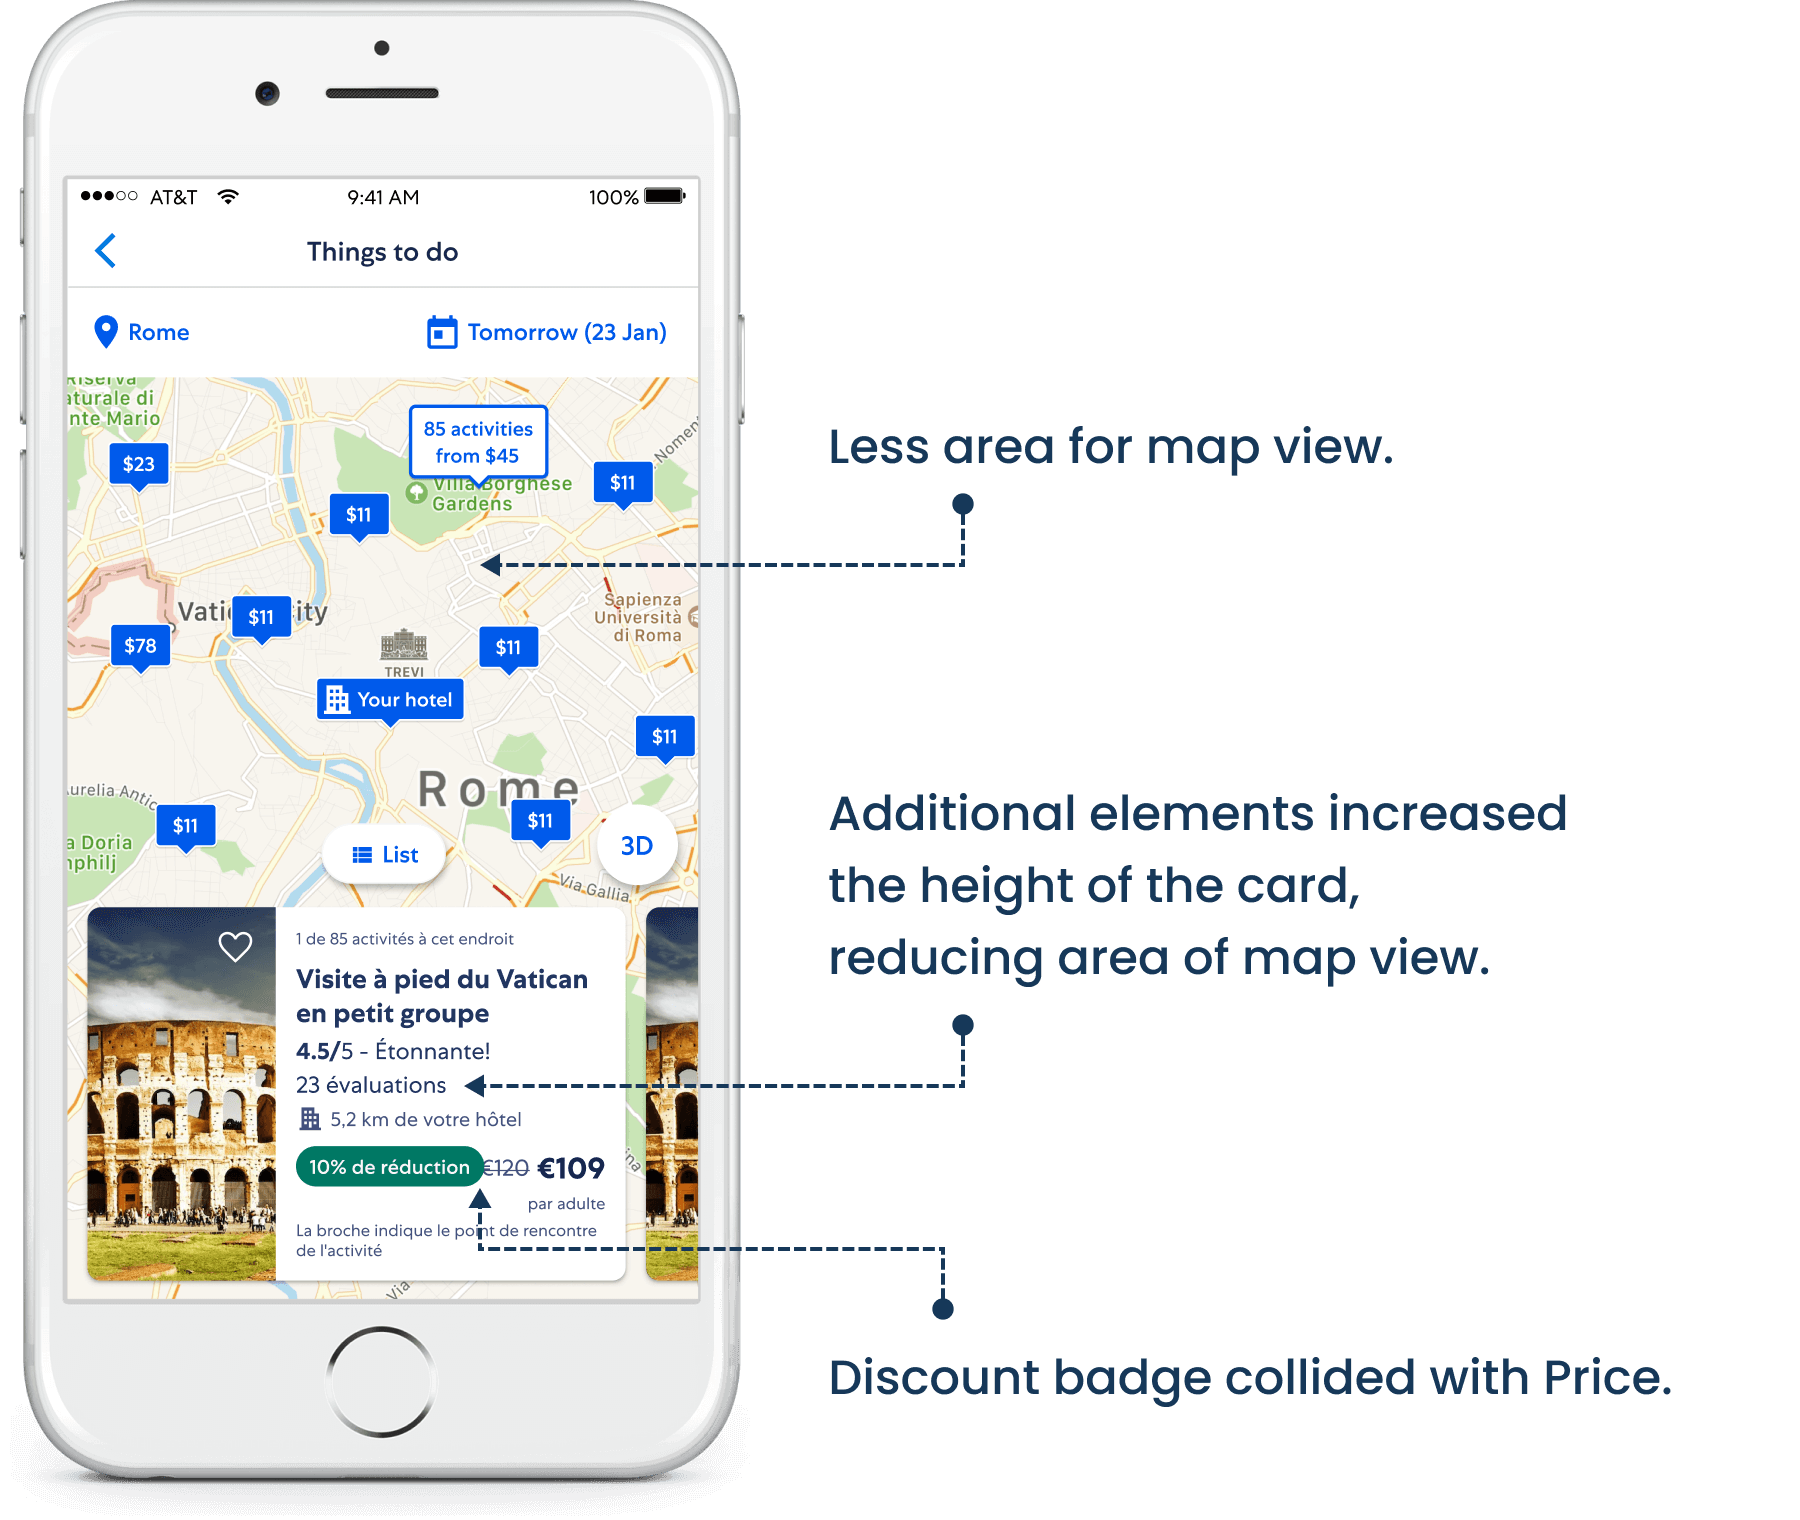 AT&T 9:41 AM 100%
Things to do
Rome Tomorrow (23 Jan)
Riserva
aturale di
nte Mario
85 activities
from $45
$23
Nomen
$11
Villa Borghese
Gardens
$11
Sapienza
Università
di Roma
Vatic
$11
ity
$78
$11
TREVI
Your hotel
$11
Rome
urelia Antic
$11
$11
a Doria
mphilj
List
3D
Via Gallia
1 de 85 activités à cet endroit
Visite à pied du Vatican
en petit groupe
4.5/5 - Étonnante!
23 évaluations
5,2 km de votre hôtel
10% de réduction €120 €109
par adulte
La broche indique le point de rencontre
de l'activité
Via
Less area for map view.
Additional elements increased
the height of the card,
reducing area of map view.
Discount badge collided with Price.